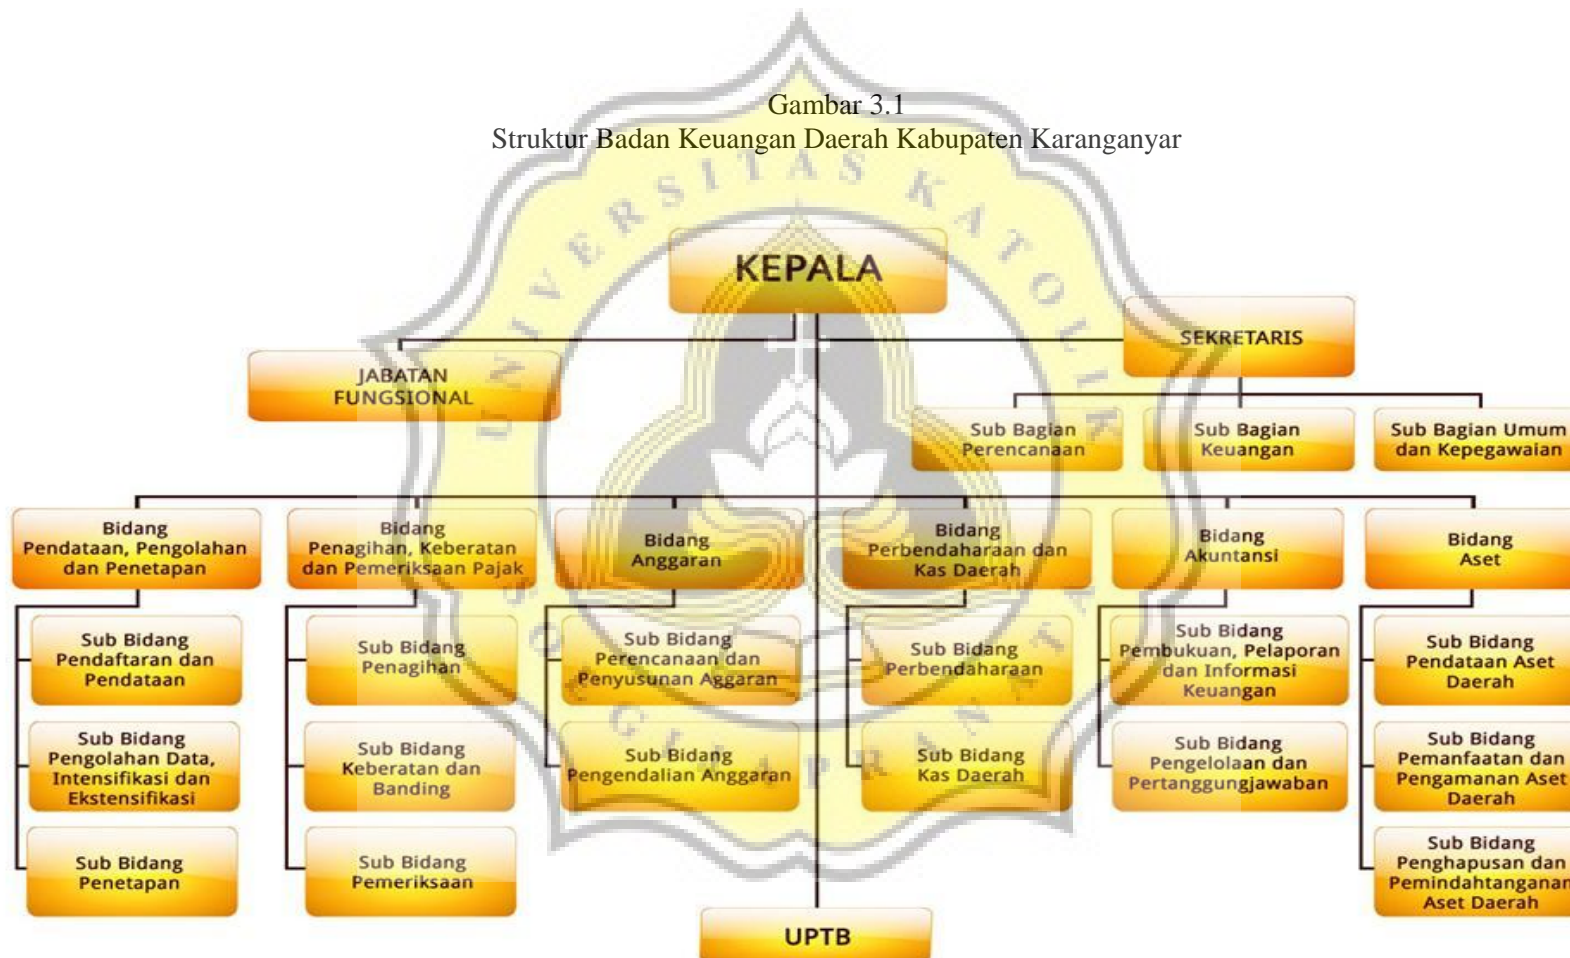 Gambar 3.1
Struktur Badan Keuangan Daerah Kabupaten Karanganyar
UNIVERSITAS KATOLIK
SOEGIJAPRANATA
KEPALA
SEKRETARIS
JABATAN
FUNGSIONAL
Sub Bagian
Perencanaan
Sub Bagian
Keuangan
Sub Bagian Umum
dan Kepegawaian
Bidang
Pendataan, Pengolahan
dan Penetapan
Bidang
Penagihan, Keberatan
dan Pemeriksaan Pajak
Bidang
Anggaran
Bidang
Perbendaharaan dan
Kas Daerah
Bidang
Akuntansi
Bidang
Aset
Sub Bidang
Pendaftaran dan
Pendataan
Sub Bidang
Penagihan
Sub Bidang
Perencanaan dan
Penyusunan Aggaran
Sub Bidang
Perbendaharaan
Sub Bidang
Pembukuan, Pelaporan
dan Informasi
Keuangan
Sub Bidang
Pendataan Aset
Daerah
Sub Bidang
Pengolahan Data,
Intensifikasi dan
Ekstensifikasi
Sub Bidang
Keberatan dan
Banding
Sub Bidang
Pengendalian Anggaran
Sub Bidang
Kas Daerah
Sub Bidang
Pengelolaan dan
Pertanggungjawaban
Sub Bidang
Pemanfaatan dan
Pengamanan Aset
Daerah
Sub Bidang
Penetapan
Sub Bidang
Pemeriksaan
Sub Bidang
Penghapusan dan
Pemindahtanganan
Aset Daerah
UPTB